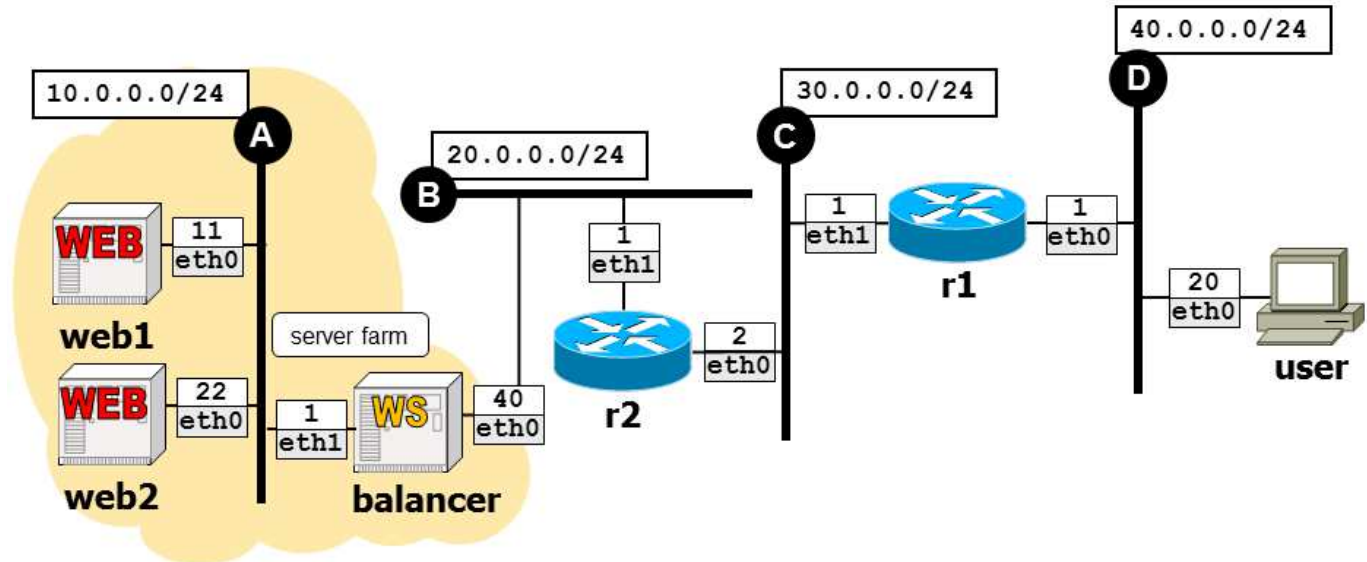 40.0.0.0/24
10.0.0.0/24
30.0.0.0/24
D
A
C
20.0.0.0/24
B
WEB
11
eth0
1
eth1
1
eth1
1
eth0
r1
20
eth0
user
web1
server farm
2
eth0
r2
WEB
22
eth0
1
eth1
WS
40
eth0
web2
balancer